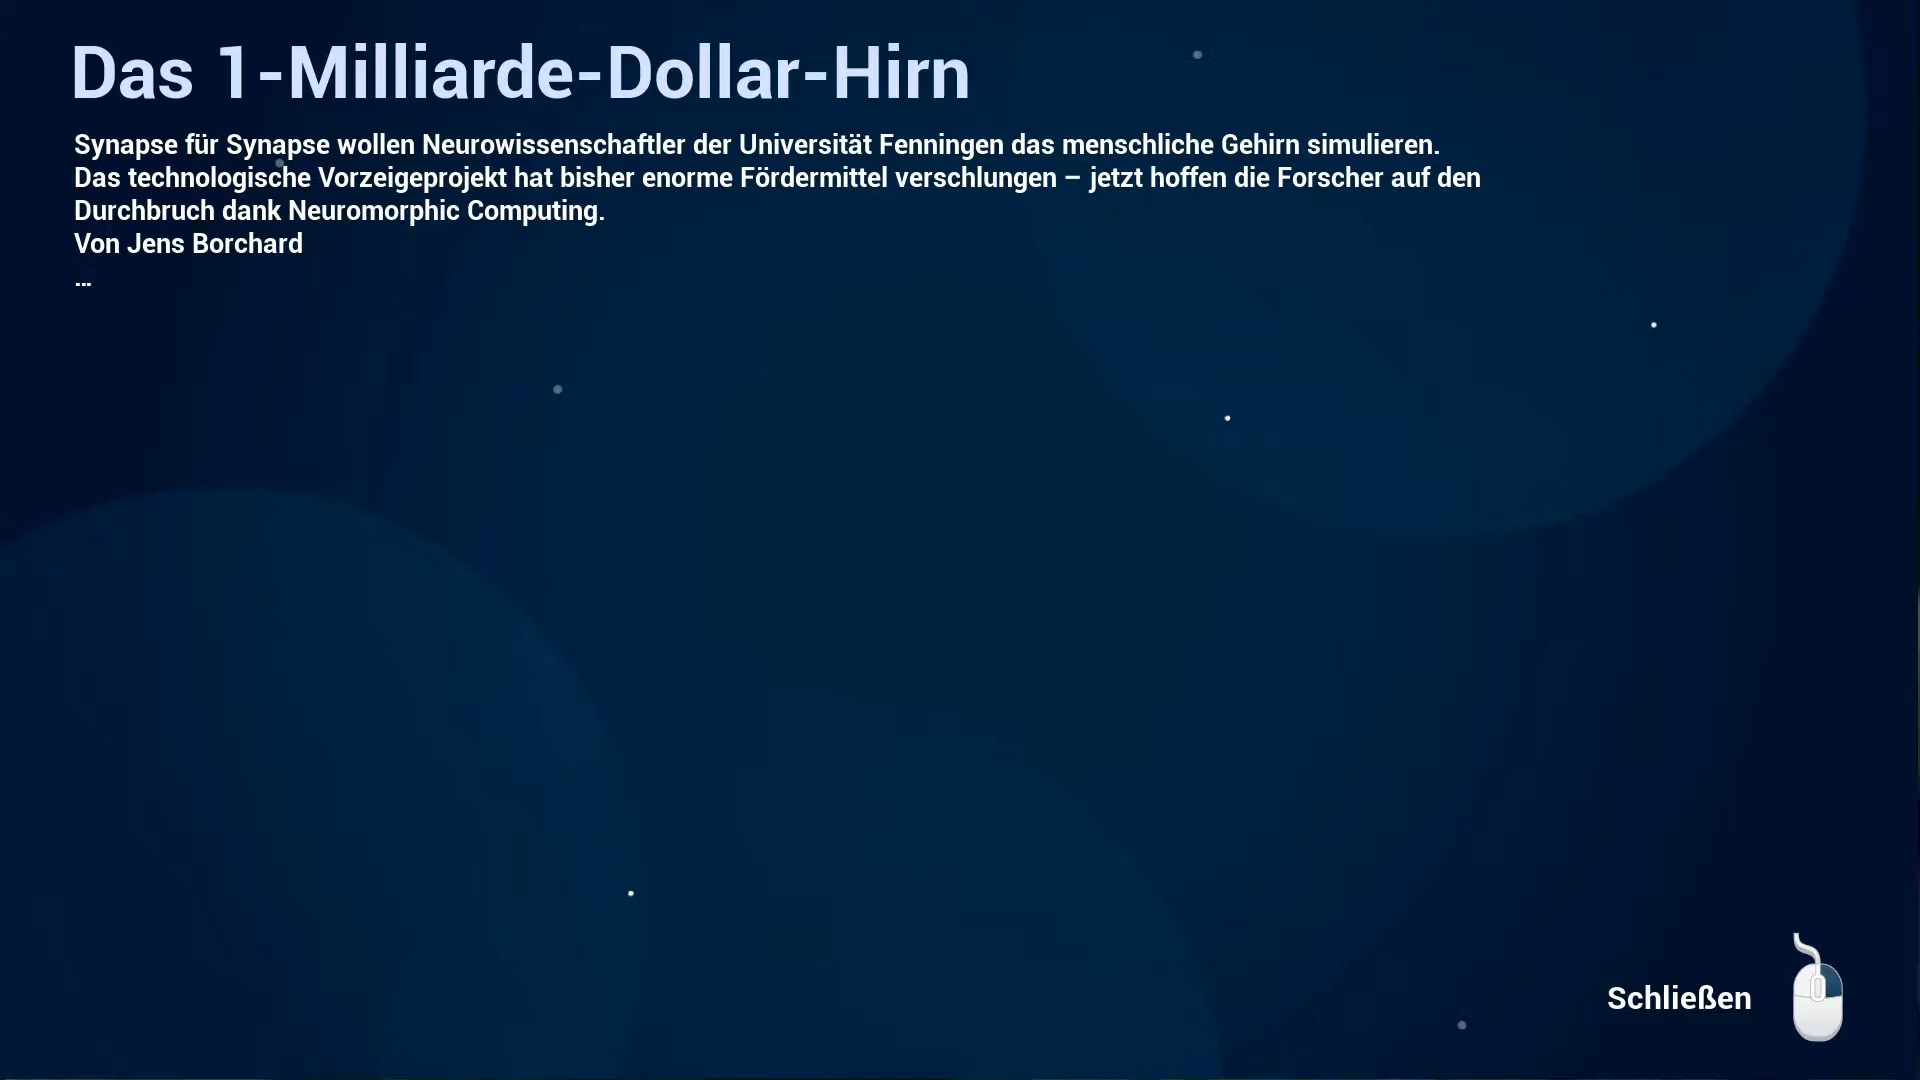 Das 1-Milliarde-Dollar-Hirn
Synapse für Synapse wollen Neurowissenschaftler der Universität Fenningen das menschliche Gehirn simulieren.
Das technologische Vorzeigeprojekt hat bisher enorme Fördermittel verschlungen – jetzt hoffen die Forscher auf den
Durchbruch dank Neuromorphic Computing.
Von Jens Borchard
...
Schließen